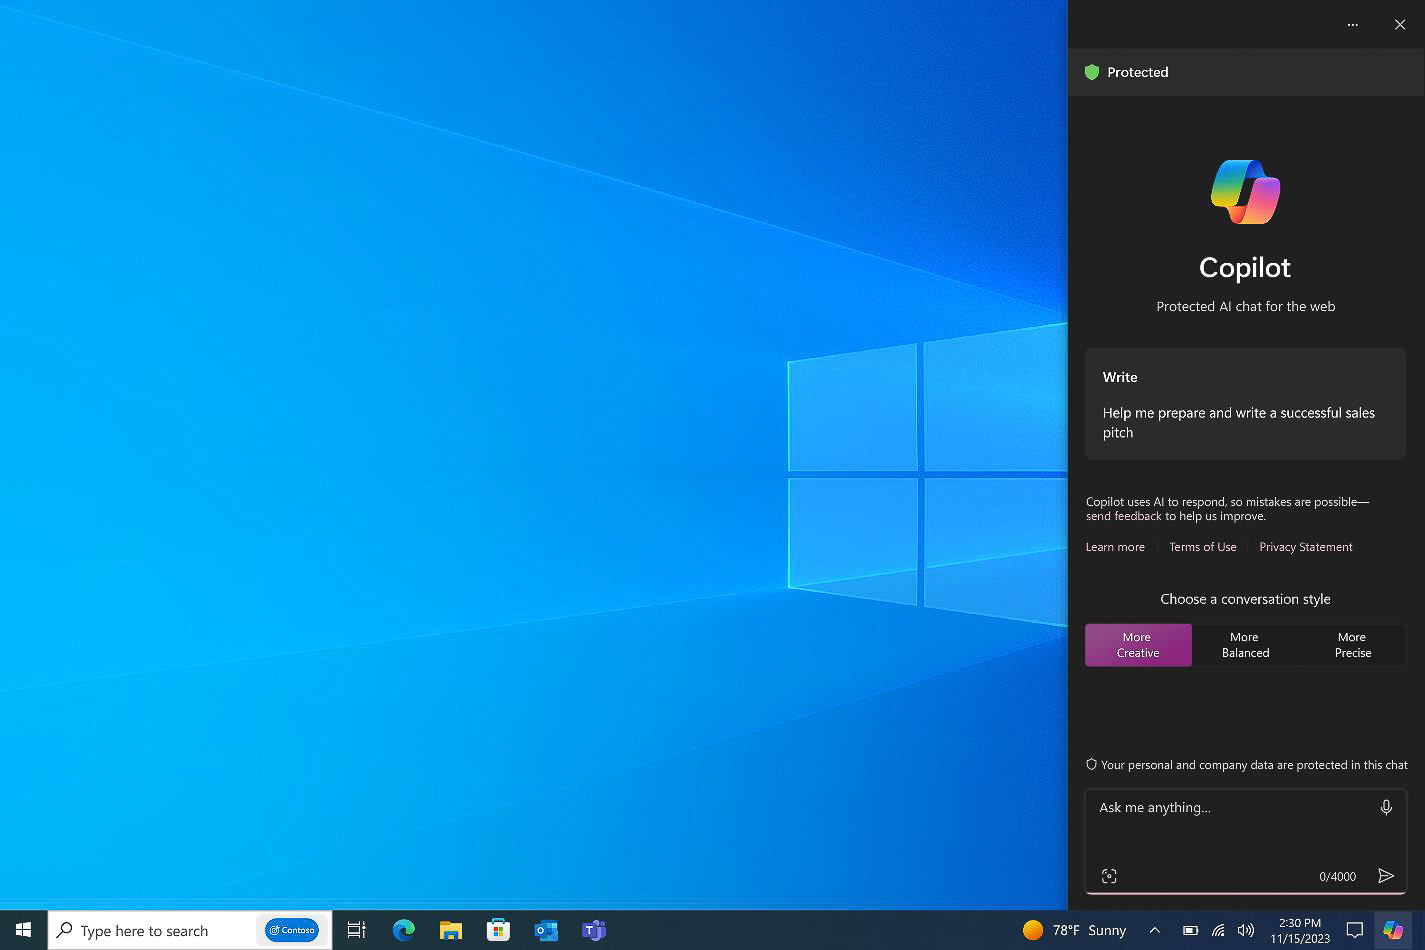 Protected
Copilot
Protected AI chat for the web
Write
Help me prepare and write a successful sales
pitch
Copilot uses AI to respond, so mistakes are possible—
send feedback to help us improve.
Learn more
Terms of Use
Privacy Statement
Choose a conversation style
More
Creative
More
Balanced
More
Precise
Your personal and company data are protected in this chat
Ask me anything...
0/4000
Type here to search
Contoso
78°F Sunny
2:30 PM
11/15/2023